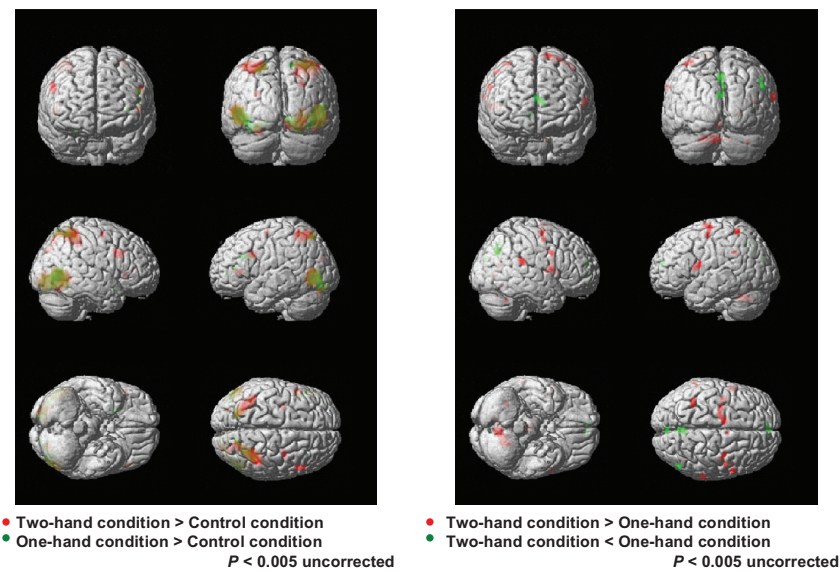 Two-hand condition > Control condition
One-hand condition > Control condition
P < 0.005 uncorrected
Two-hand condition > One-hand condition
Two-hand condition < One-hand condition
P < 0.005 uncorrected